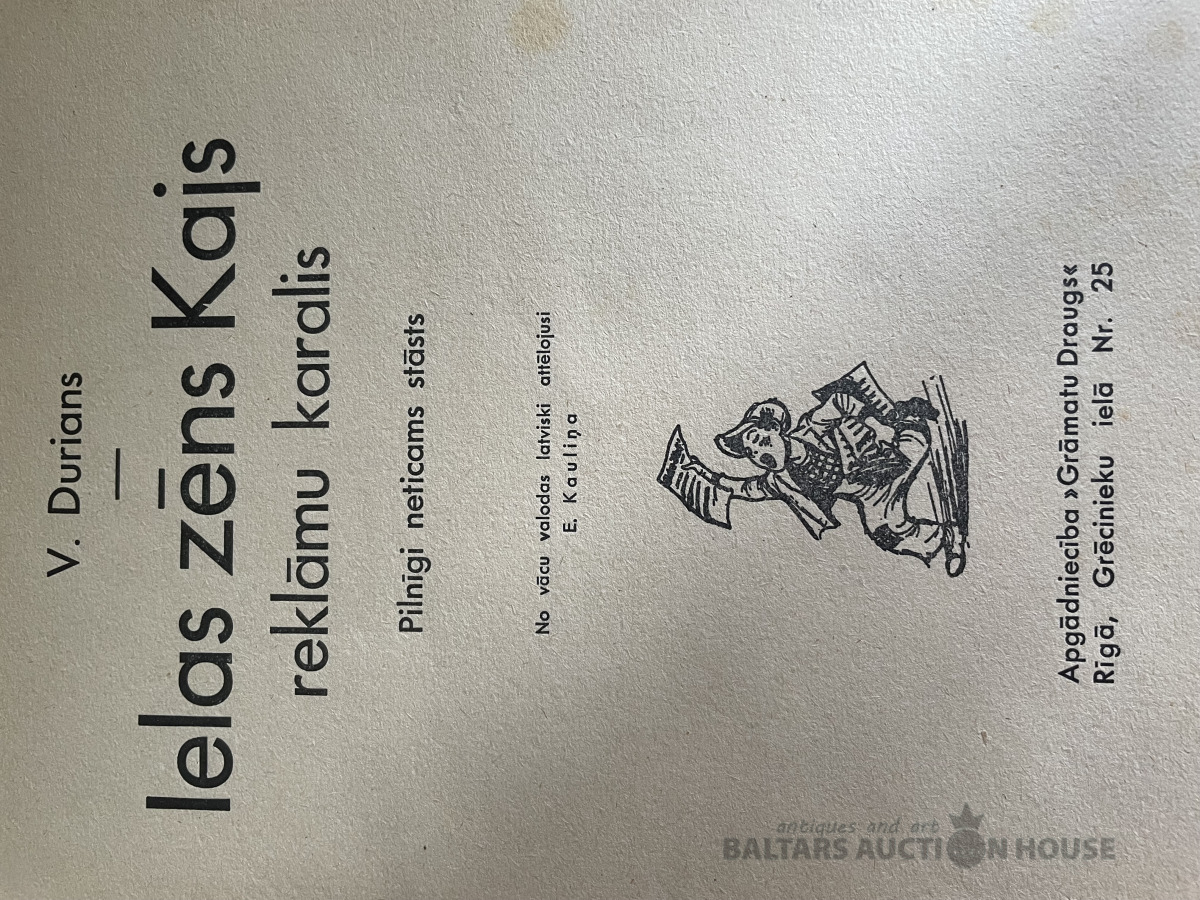 V. Durians
Ielas zēns Kajs
reklāmu karalis
Pilnīgi neticams stāsts
No vācu valodas latviski attēlojusi
E. Kauliņa
Apgādniecība »Grāmatu Draugs«
Rīgā, Grēcinieku ielā Nr. 25
antiques and art
BALTARS AUCTION HOUSE